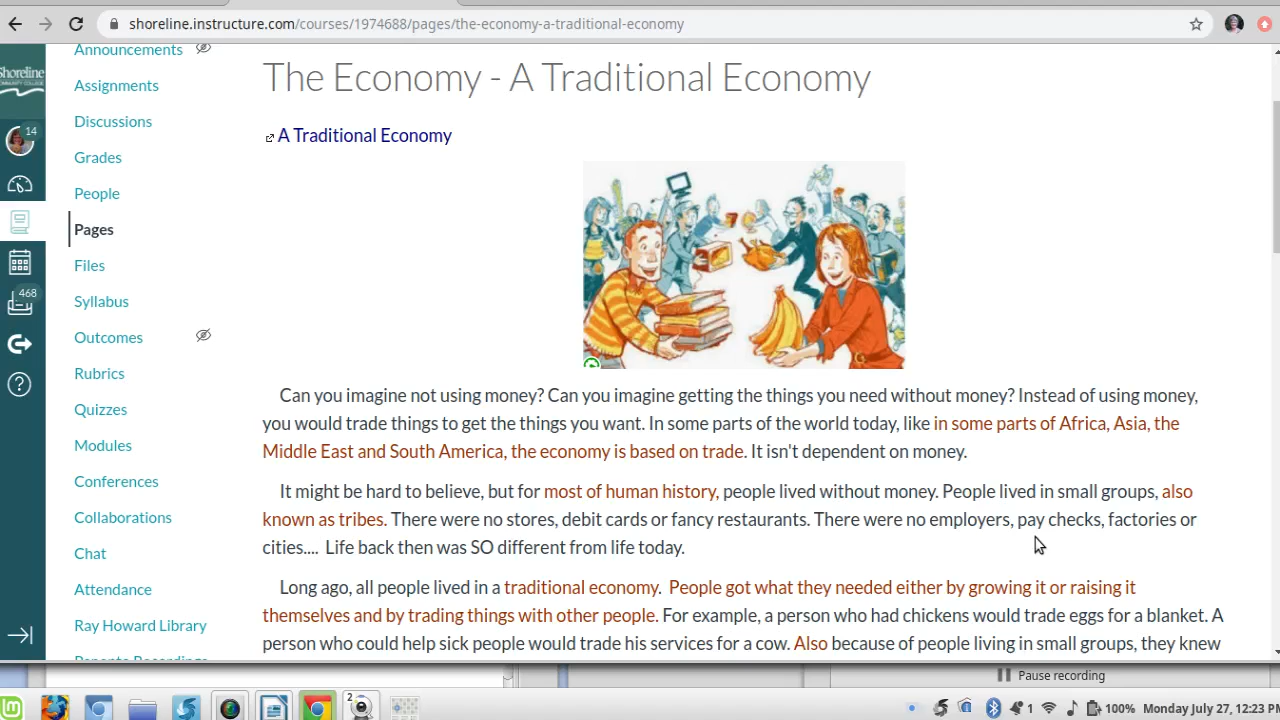 shoreline.instructure.com/courses/1974688/pages/the-economy-a-traditional-economy
Shoreline
COMMUNITY COLLEGE
14
468
Announcements
Assignments
Discussions
Grades
People
Pages
Files
Syllabus
Outcomes
Rubrics
Quizzes
Modules
Conferences
Collaborations
Chat
Attendance
Ray Howard Library
The Economy - A Traditional Economy
A Traditional Economy
Can you imagine not using money? Can you imagine getting the things you need without money? Instead of using money,
you would trade things to get the things you want. In some parts of the world today, like in some parts of Africa, Asia, the
Middle East and South America, the economy is based on trade. It isn't dependent on money.
It might be hard to believe, but for most of human history, people lived without money. People lived in small groups, also
known as tribes. There were no stores, debit cards or fancy restaurants. There were no employers, pay checks, factories or
cities.... Life back then was SO different from life today.
Long ago, all people lived in a traditional economy. People got what they needed either by growing it or raising it
themselves and by trading things with other people. For example, a person who had chickens would trade eggs for a blanket. A
person who could help sick people would trade his services for a cow. Also because of people living in small groups, they knew
Pause recording
2
1
100% Monday July 27, 12:23 PM